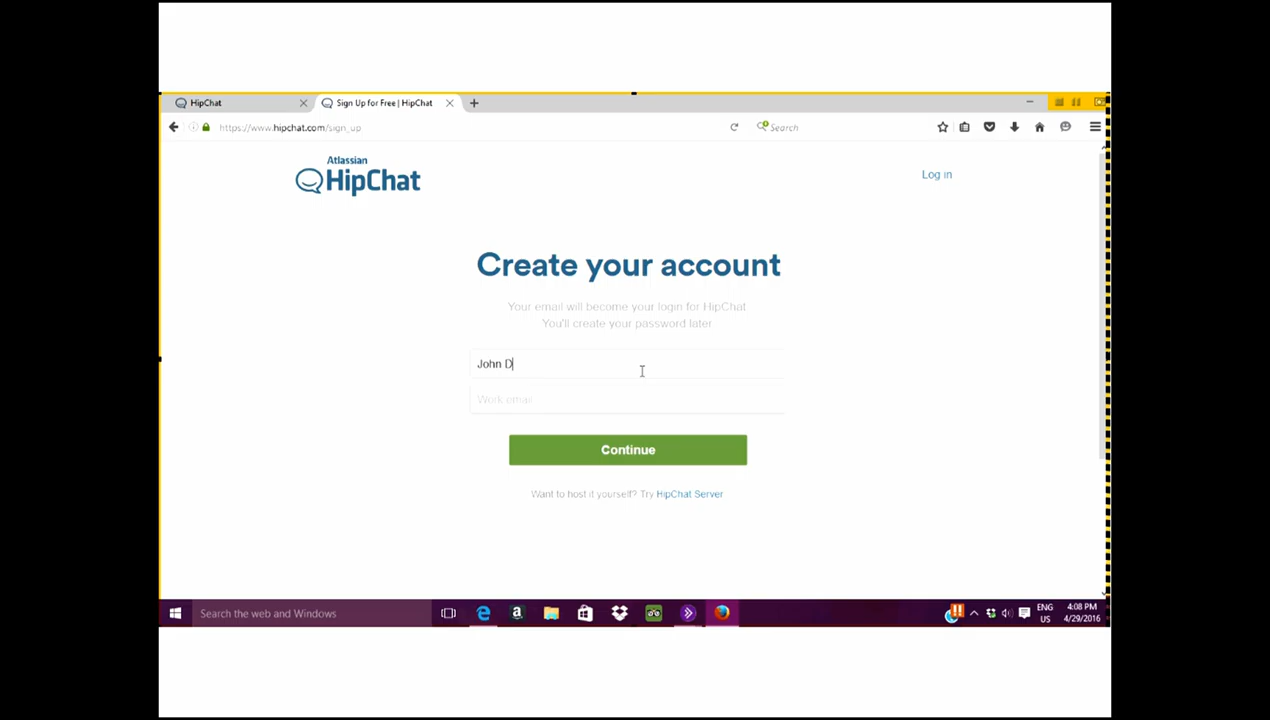 HipChat
Sign Up for Free | HipChat
https://www.hipchat.com/sign_up
Search
Atlassian
HipChat
Log in
Create your account
Your email will become your login for HipChat
You'll create your password later
John D
Work email
Continue
Want to host it yourself? Try HipChat Server
Search the web and Windows
ENG
US
4:08 PM
4/29/2016